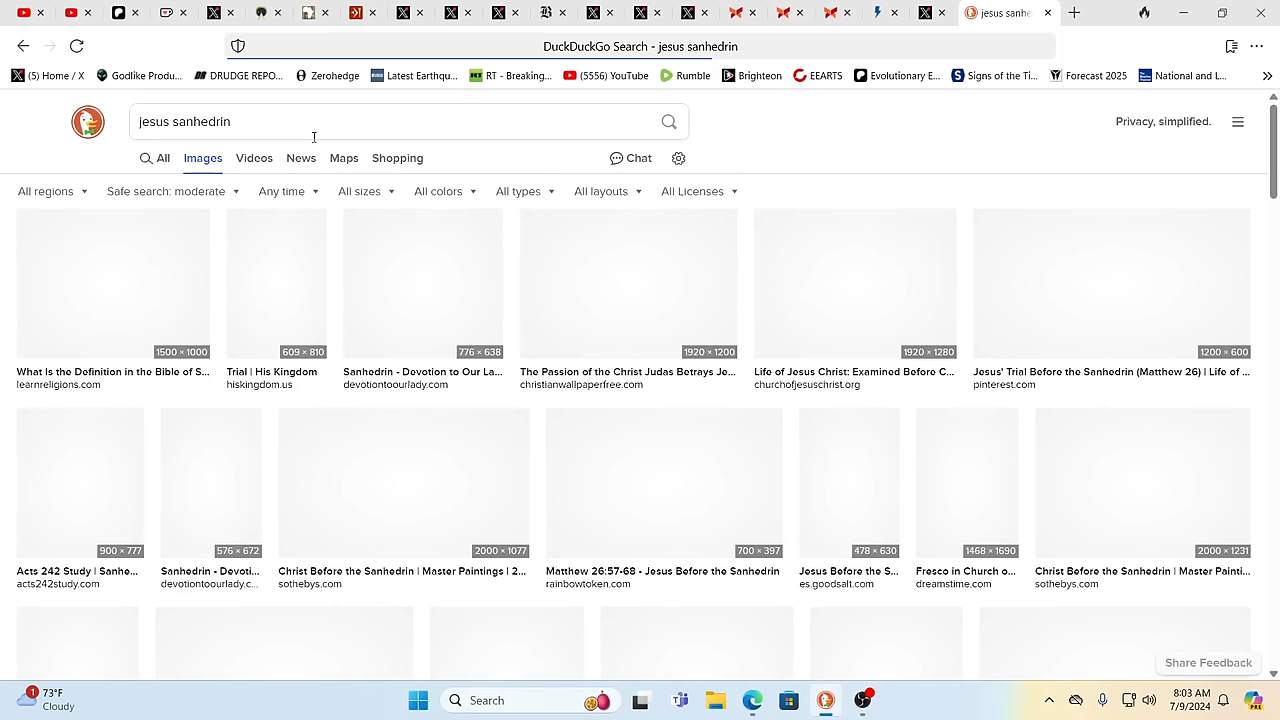 jesus sanhe
DuckDuckGo Search - jesus sanhedrin
(5) Home / X
Godlike Produ...
DRUDGE REPO...
Zerohedge
Latest Earthqu...
RT - Breaking...
(5556) YouTube
Rumble
Brighteon
EEARTS
Evolutionary E...
Signs of the Ti...
Forecast 2025
National and L...
jesus sanhedrin
Privacy, simplified.
All
Images
Videos
News
Maps
Shopping
Chat
All regions
Safe search: moderate
Any time
All sizes
All colors
All types
All layouts
All Licenses
1500 × 1000
609 × 810
776 × 638
1920 × 1200
1920 × 1280
1200 × 600
What Is the Definition in the Bible of S...
Trial | His Kingdom
Sanhedrin - Devotion to Our La...
The Passion of the Christ Judas Betrays Je...
Life of Jesus Christ: Examined Before C...
Jesus' Trial Before the Sanhedrin (Matthew 26) | Life of ...
learnreligions.com
hiskingdom.us
devotiontoourlady.com
christianwallpaperfree.com
churchofjesuschrist.org
pinterest.com
900 × 777
576 × 672
2000 × 1077
700 × 397
478 × 630
1468 × 1690
2000 × 1231
Acts 242 Study | Sanhe...
Sanhedrin - Devoti...
Christ Before the Sanhedrin | Master Paintings | 2...
Matthew 26:57-68 - Jesus Before the Sanhedrin
Jesus Before the S...
Fresco in Church o...
Christ Before the Sanhedrin | Master Painti...
acts242study.com
devotiontoourlady.c...
sothebys.com
rainbowtoken.com
es.goodsalt.com
dreamstime.com
sothebys.com
Share Feedback
1
73°F
Cloudy
Search
8:03 AM
7/9/2024
PRE